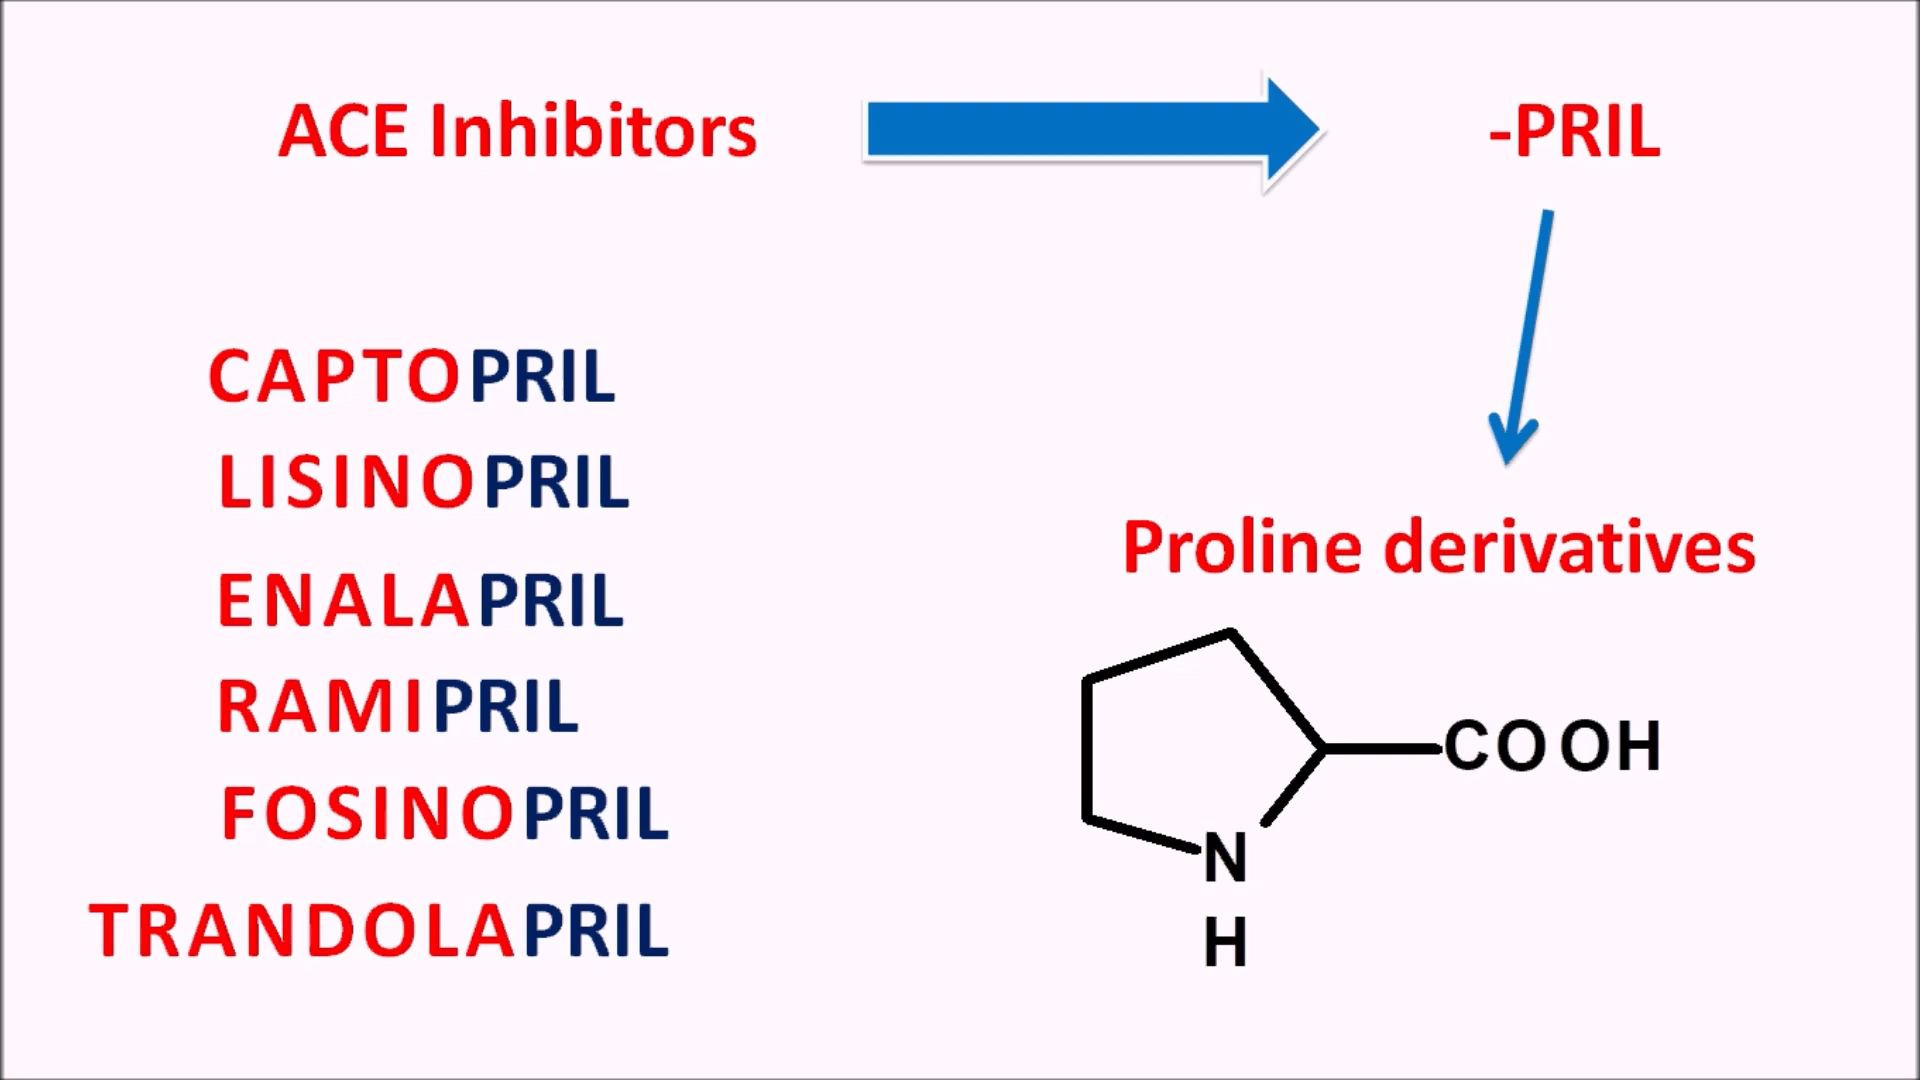 ACE Inhibitors -PRIL
CAPTOPRIL
LISINOPRIL
ENALAPRIL
RAMIPRIL
FOSINOPRIL
TRANDOLAPRIL
Proline derivatives
COOH
N
H